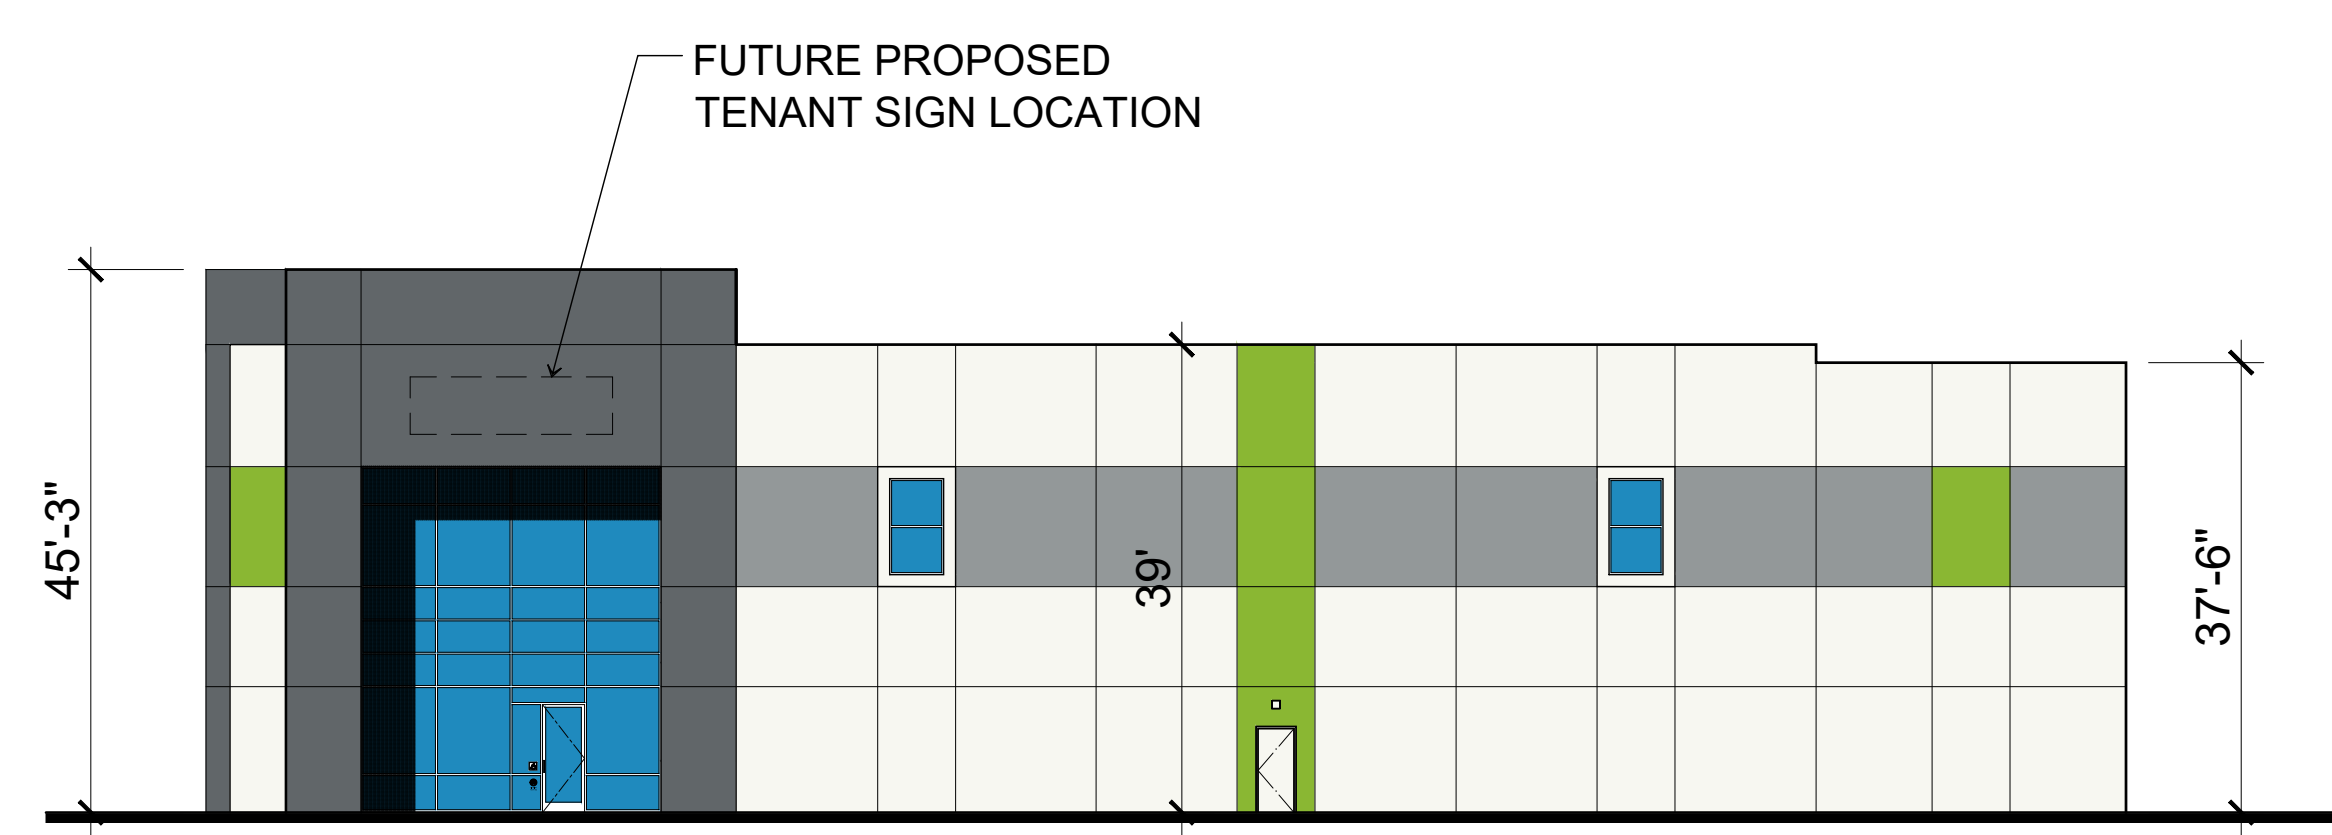 FUTURE PROPOSED
TENANT SIGN LOCATION
45'-3"
39'
37'-6"